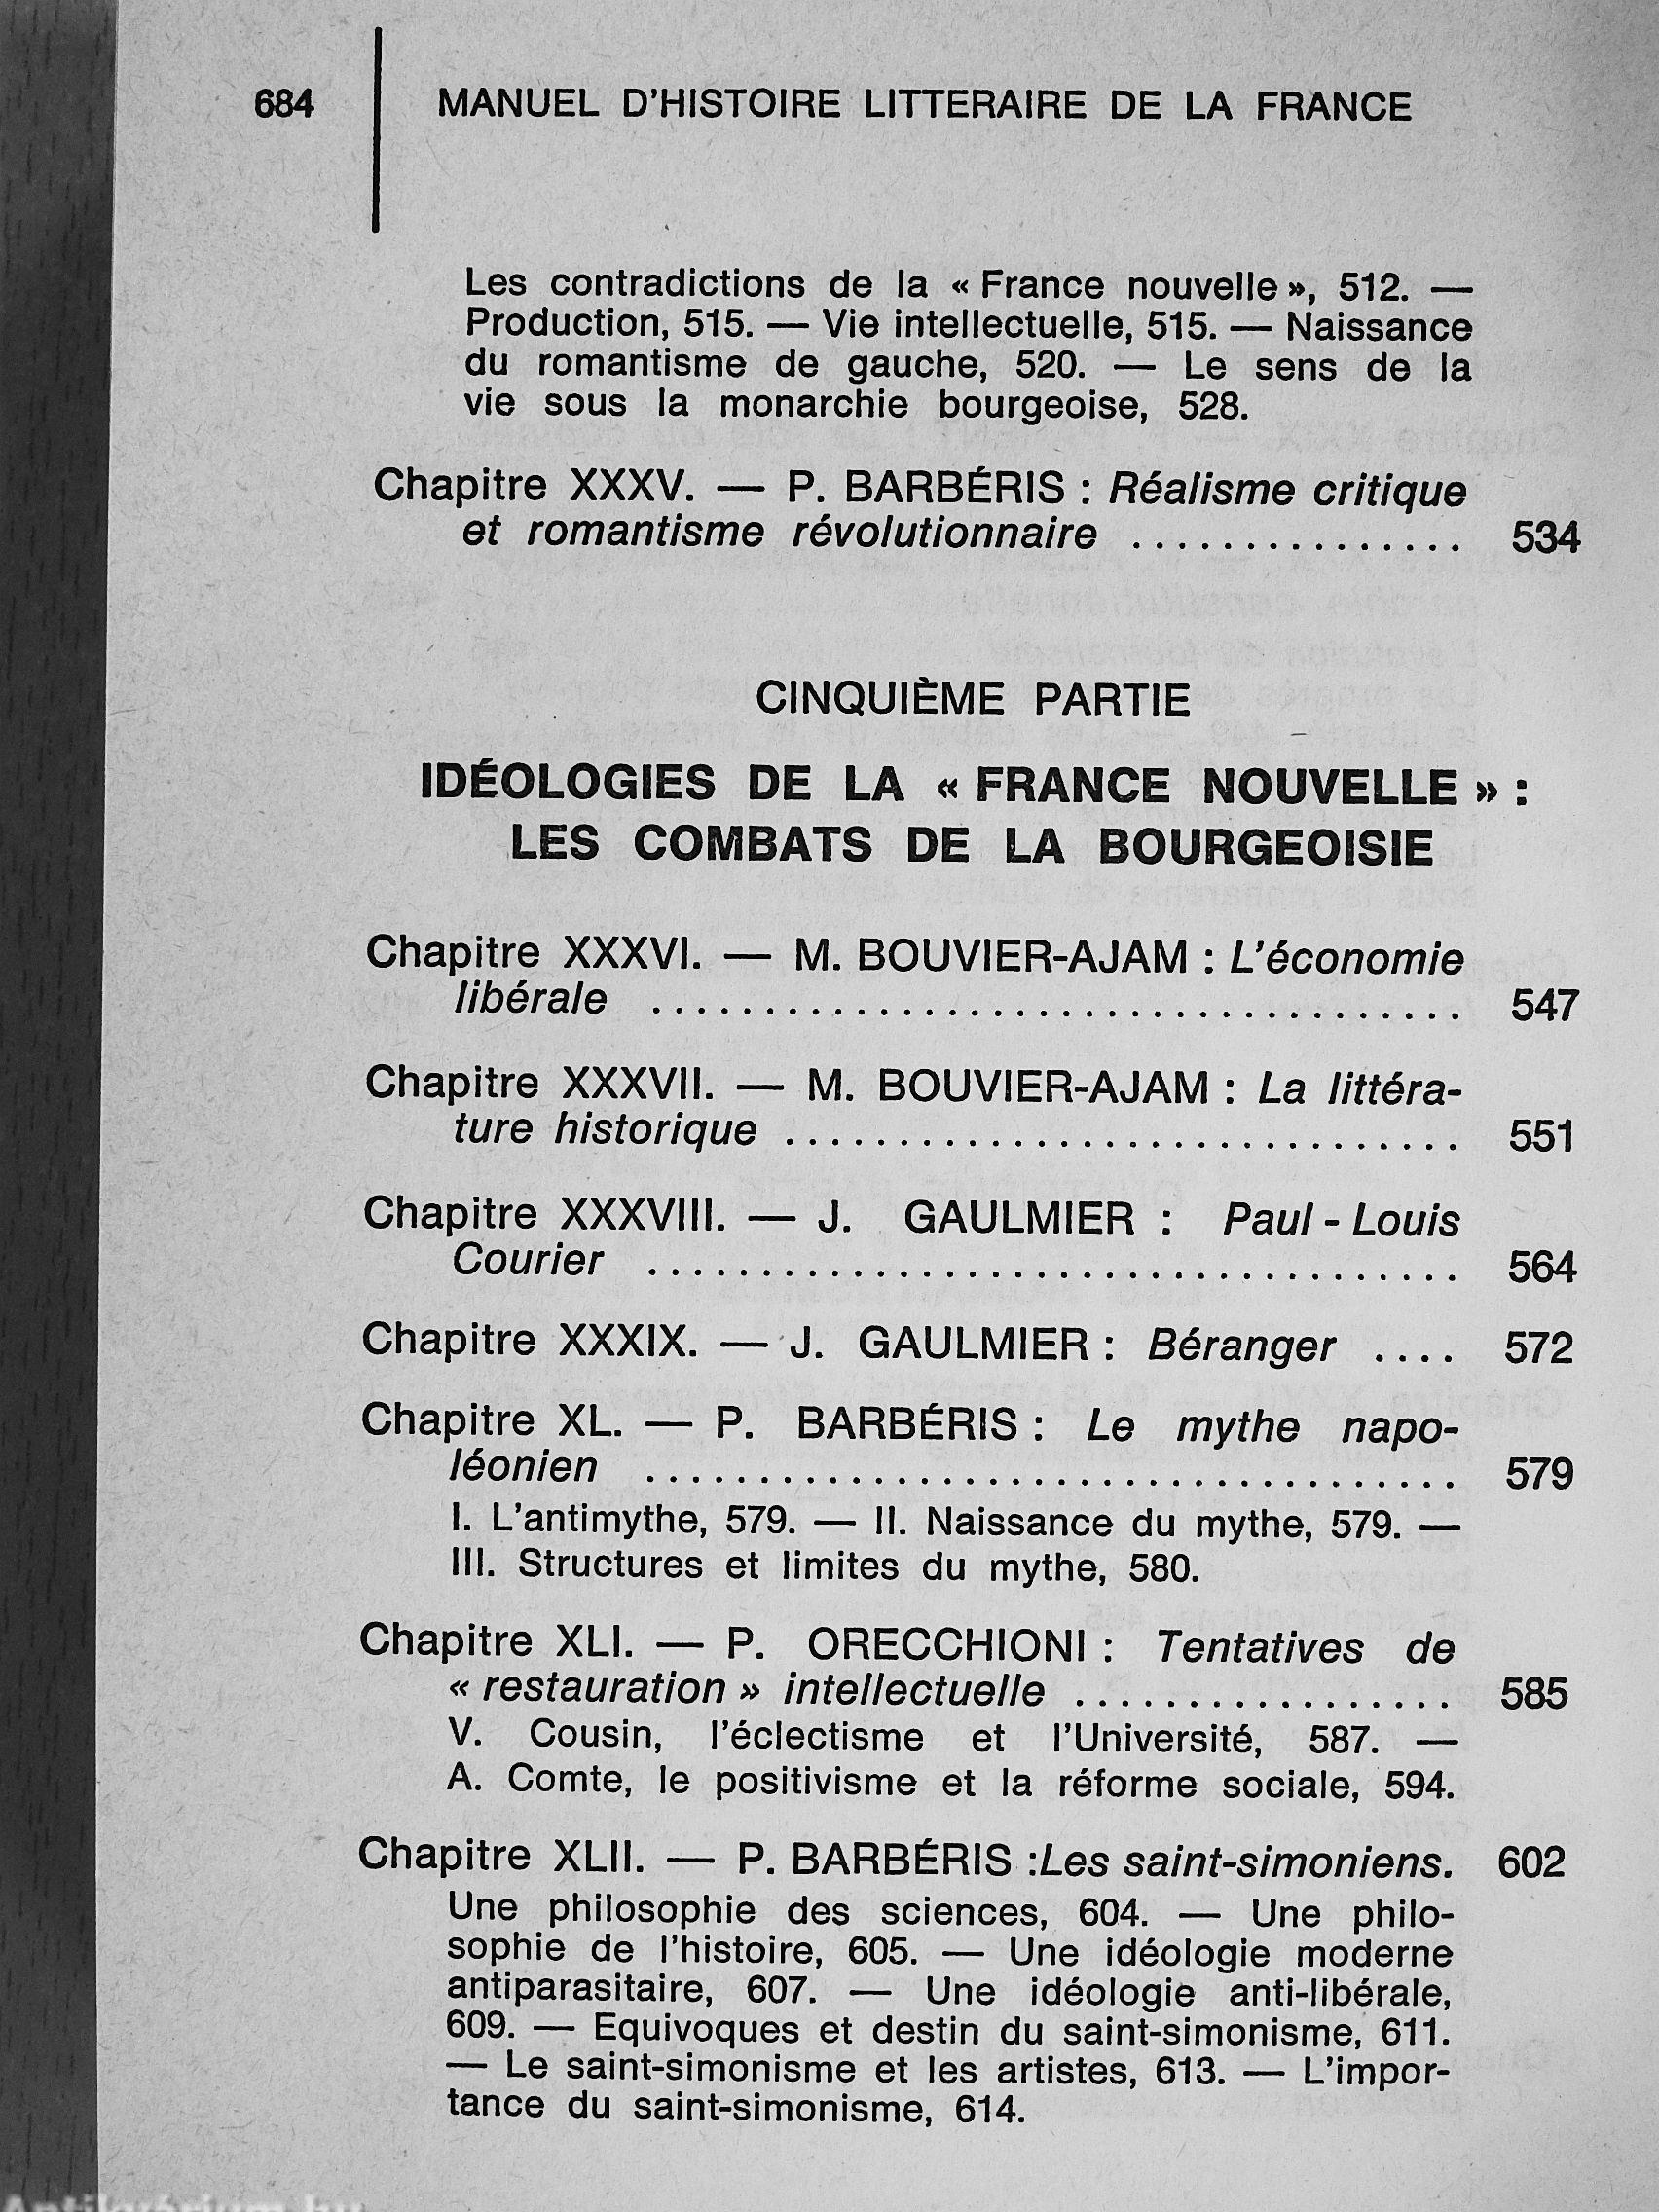 684
MANUEL D'HISTOIRE LITTERAIRE DE LA FRANCE
Les contradictions de la « France nouvelle », 512. —
Production, 515. — Vie intellectuelle, 515. — Naissance
du romantisme de gauche, 520. — Le sens de la
vie sous la monarchie bourgeoise, 528.
Chapitre XXXV. — P. BARBÉRIS : Réalisme critique
et romantisme révolutionnaire ............... 534
CINQUIÈME PARTIE
IDÉOLOGIES DE LA « FRANCE NOUVELLE » :
LES COMBATS DE LA BOURGEOISIE
Chapitre XXXVI. — M. BOUVIER-AJAM : L'économie
libérale .................................... 547
Chapitre XXXVII. — M. BOUVIER-AJAM : La littéra-
ture historique .............................. 551
Chapitre XXXVIII. — J. GAULMIER : Paul - Louis
Courier .................................... 564
Chapitre XXXIX. — J. GAULMIER : Béranger .... 572
Chapitre XL. — P. BARBÉRIS : Le mythe napo-
léonien .................................... 579
I. L'antimythe, 579. — II. Naissance du mythe, 579. —
III. Structures et limites du mythe, 580.
Chapitre XLI. — P. ORECCHIONI : Tentatives de
« restauration » intellectuelle ................. 585
V. Cousin, l'éclectisme et l'Université, 587. —
A. Comte, le positivisme et la réforme sociale, 594.
Chapitre XLII. — P. BARBÉRIS :Les saint-simoniens. 602
Une philosophie des sciences, 604. — Une philo-
sophie de l'histoire, 605. — Une idéologie moderne
antiparasitaire, 607. — Une idéologie anti-libérale,
609. — Equivoques et destin du saint-simonisme, 611.
— Le saint-simonisme et les artistes, 613. — L'impor-
tance du saint-simonisme, 614.